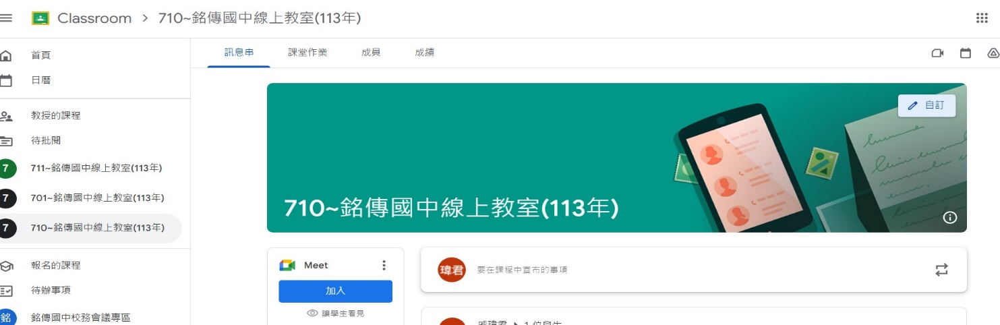 Classroom > 710~銘傳國中線上教室(113年)
首頁
日曆
教授的課程
待批閱
7 711~銘傳國中線上教室(113年)
7 701~銘傳國中線上教室(113年)
7 710~銘傳國中線上教室(113年)
報名的課程
待辦事項
銘 銘傳國中校務會議專區
訊息串 課堂作業 成員 成績
自訂
710~銘傳國中線上教室(113年)
Meet
加入
讓學生看見
瑋君 要在課程中宣布的事項
戚瑋君 ▶ 1 位學生